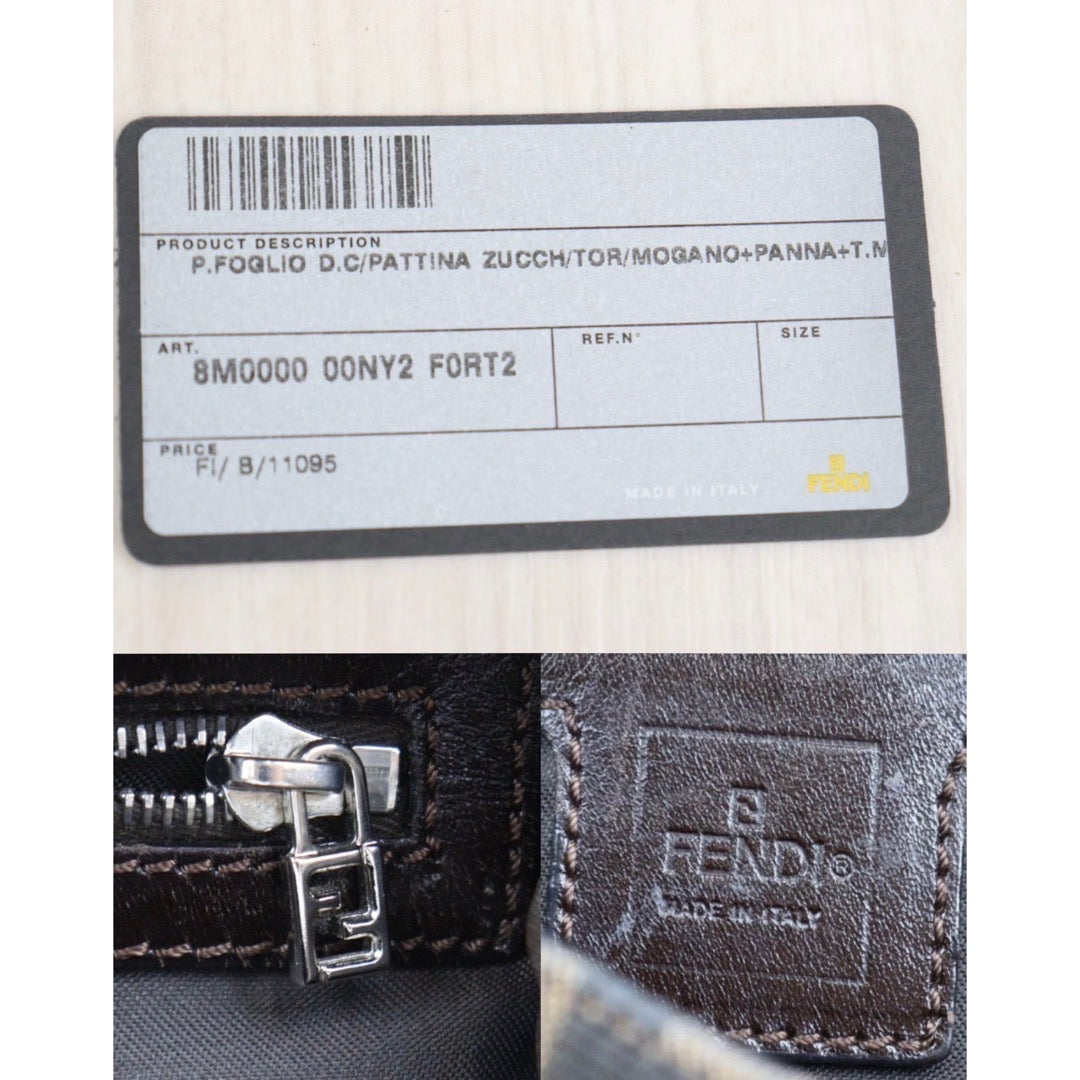 PRODUCT DESCRIPTION
P.FOGLIO D.C/PATTINA ZUCCH/TOR/MOGANO+PANNA+T.M
ART.
8M0000 00NY2 F0RT2
REF.N°
SIZE
PRICE
FI/ B/11095
MADE IN ITALY
FENDI
FENDI®
MADE IN ITALY